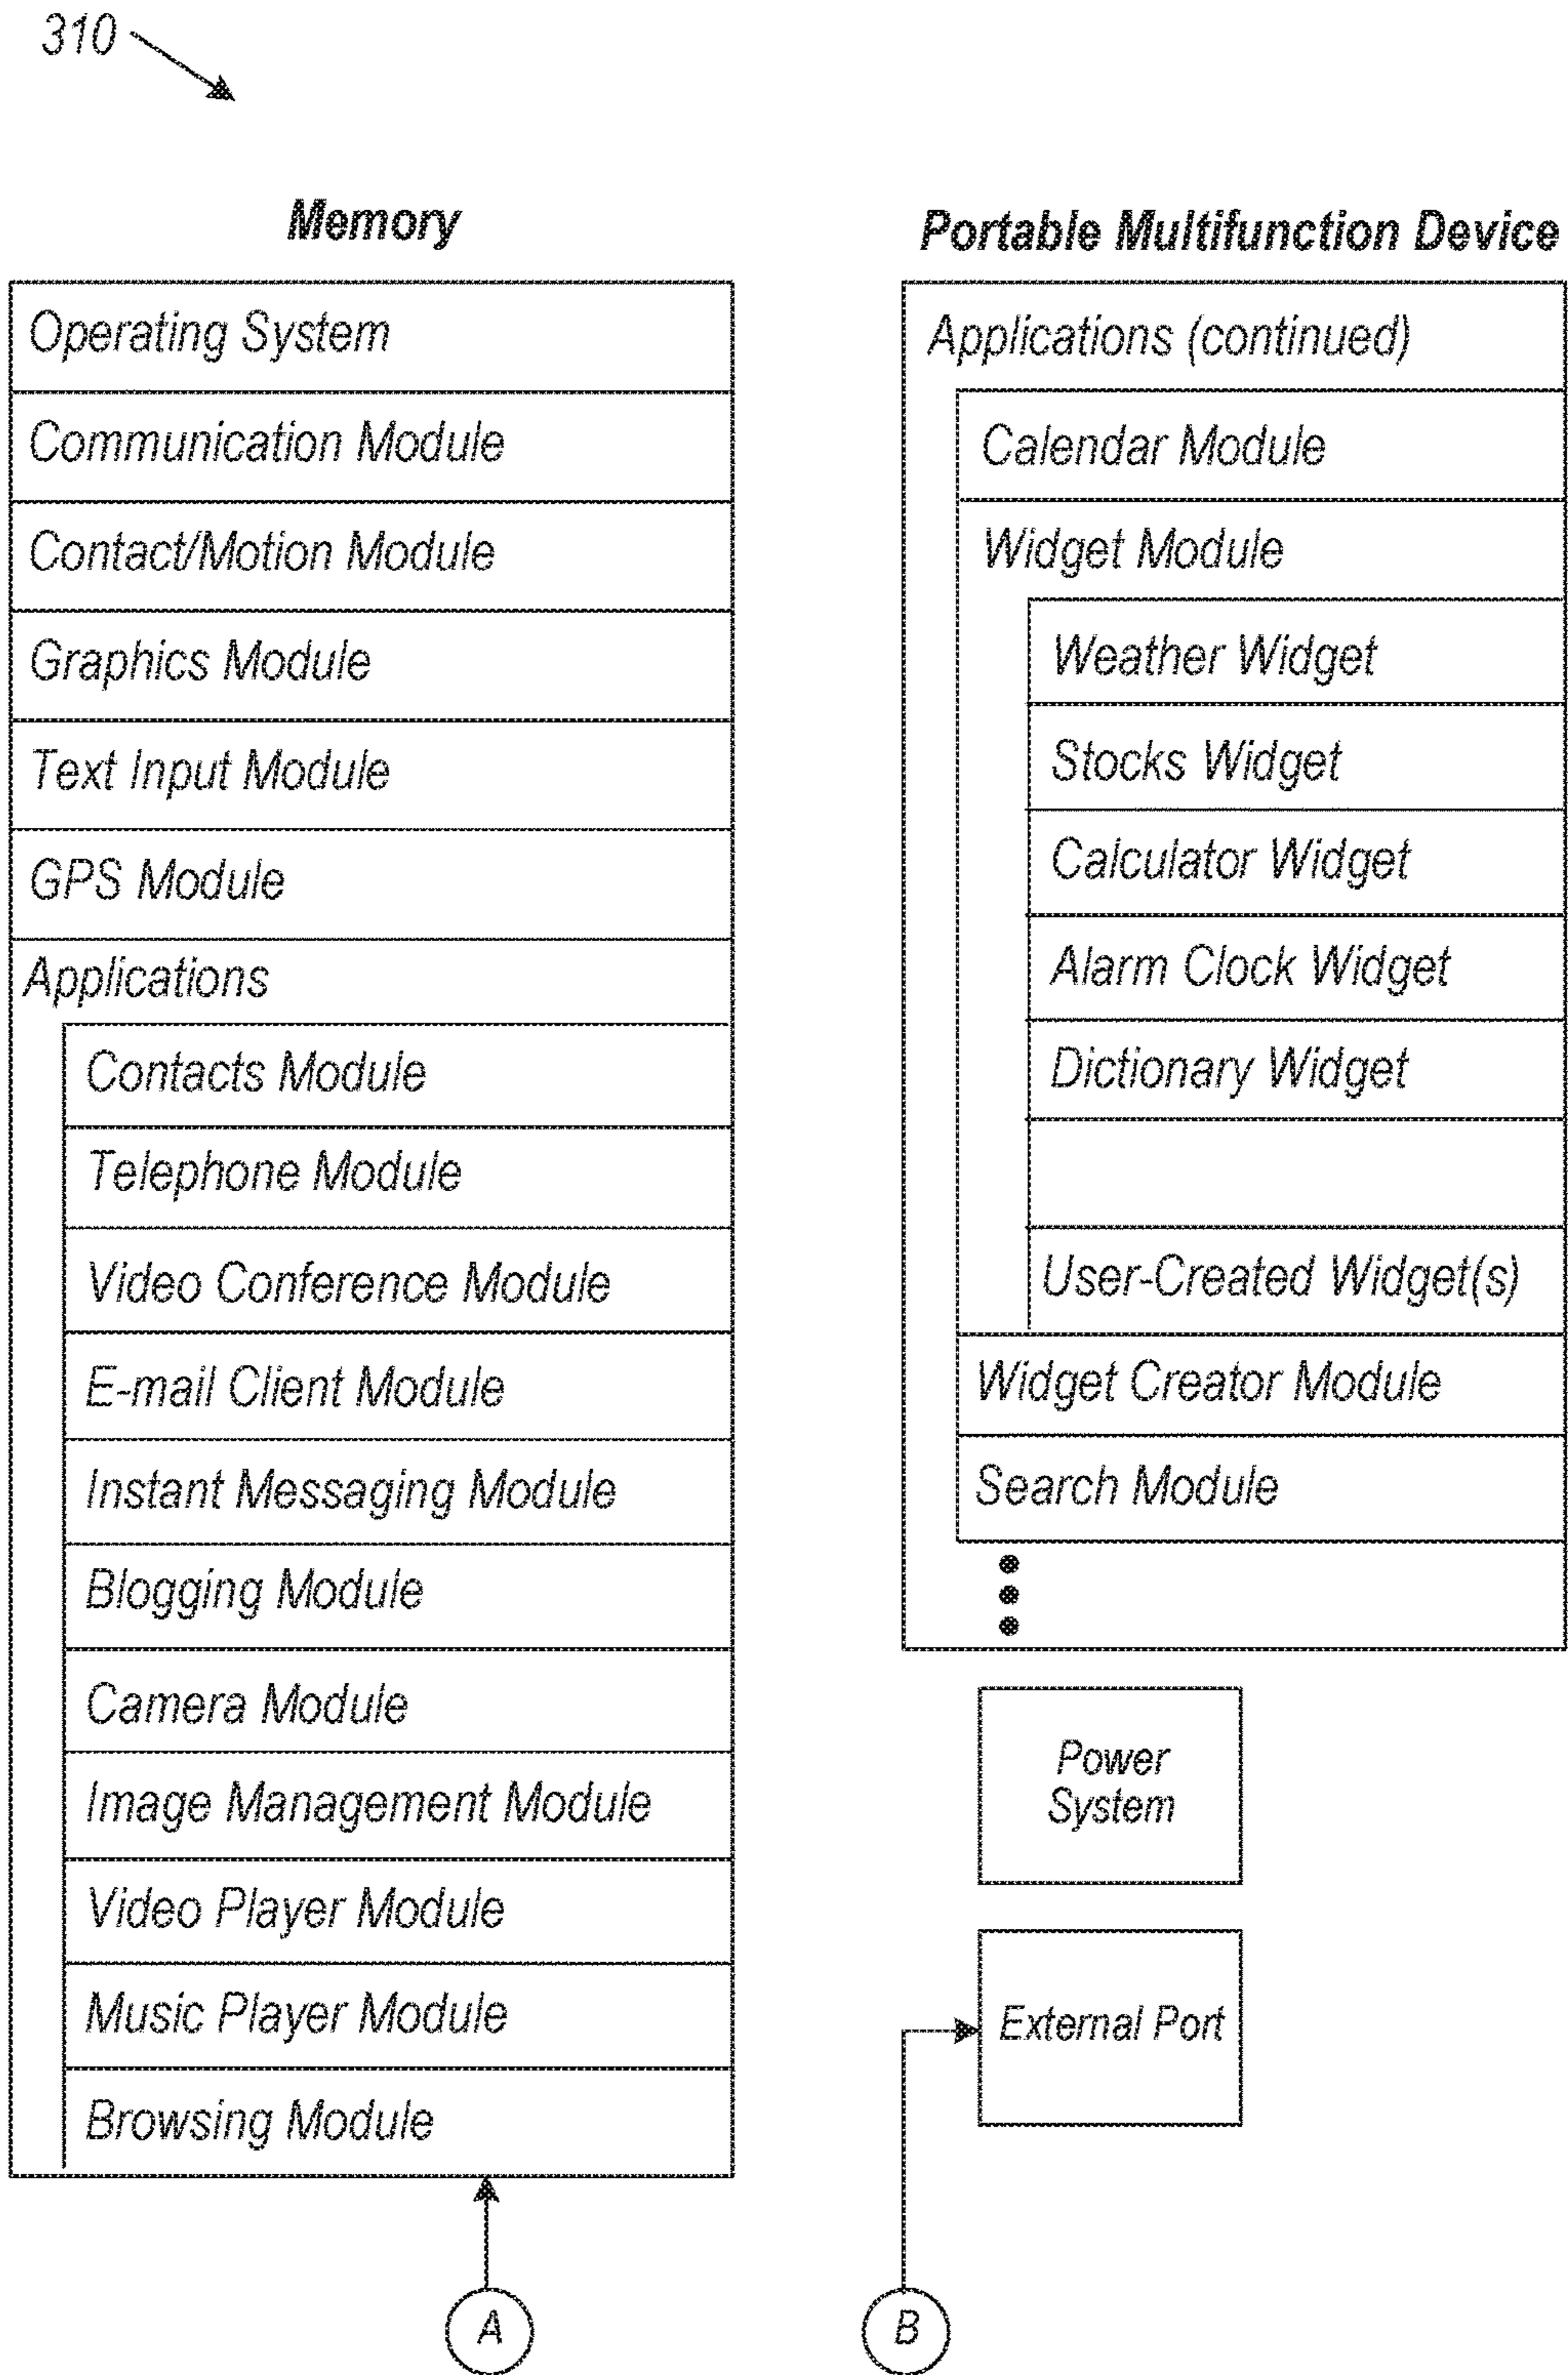 310
Memory
Operating System
Communication Module
Contact/Motion Module
Graphics Module
Text Input Module
GPS Module
Applications
Contacts Module
Telephone Module
Video Conference Module
E-mail Client Module
Instant Messaging Module
Blogging Module
Camera Module
Image Management Module
Video Player Module
Music Player Module
Browsing Module
A
Portable Multifunction Device
Applications (continued)
Calendar Module
Widget Module
Weather Widget
Stocks Widget
Calculator Widget
Alarm Clock Widget
Dictionary Widget
User-Created Widget(s)
Widget Creator Module
Search Module
Power
System
External Port
B